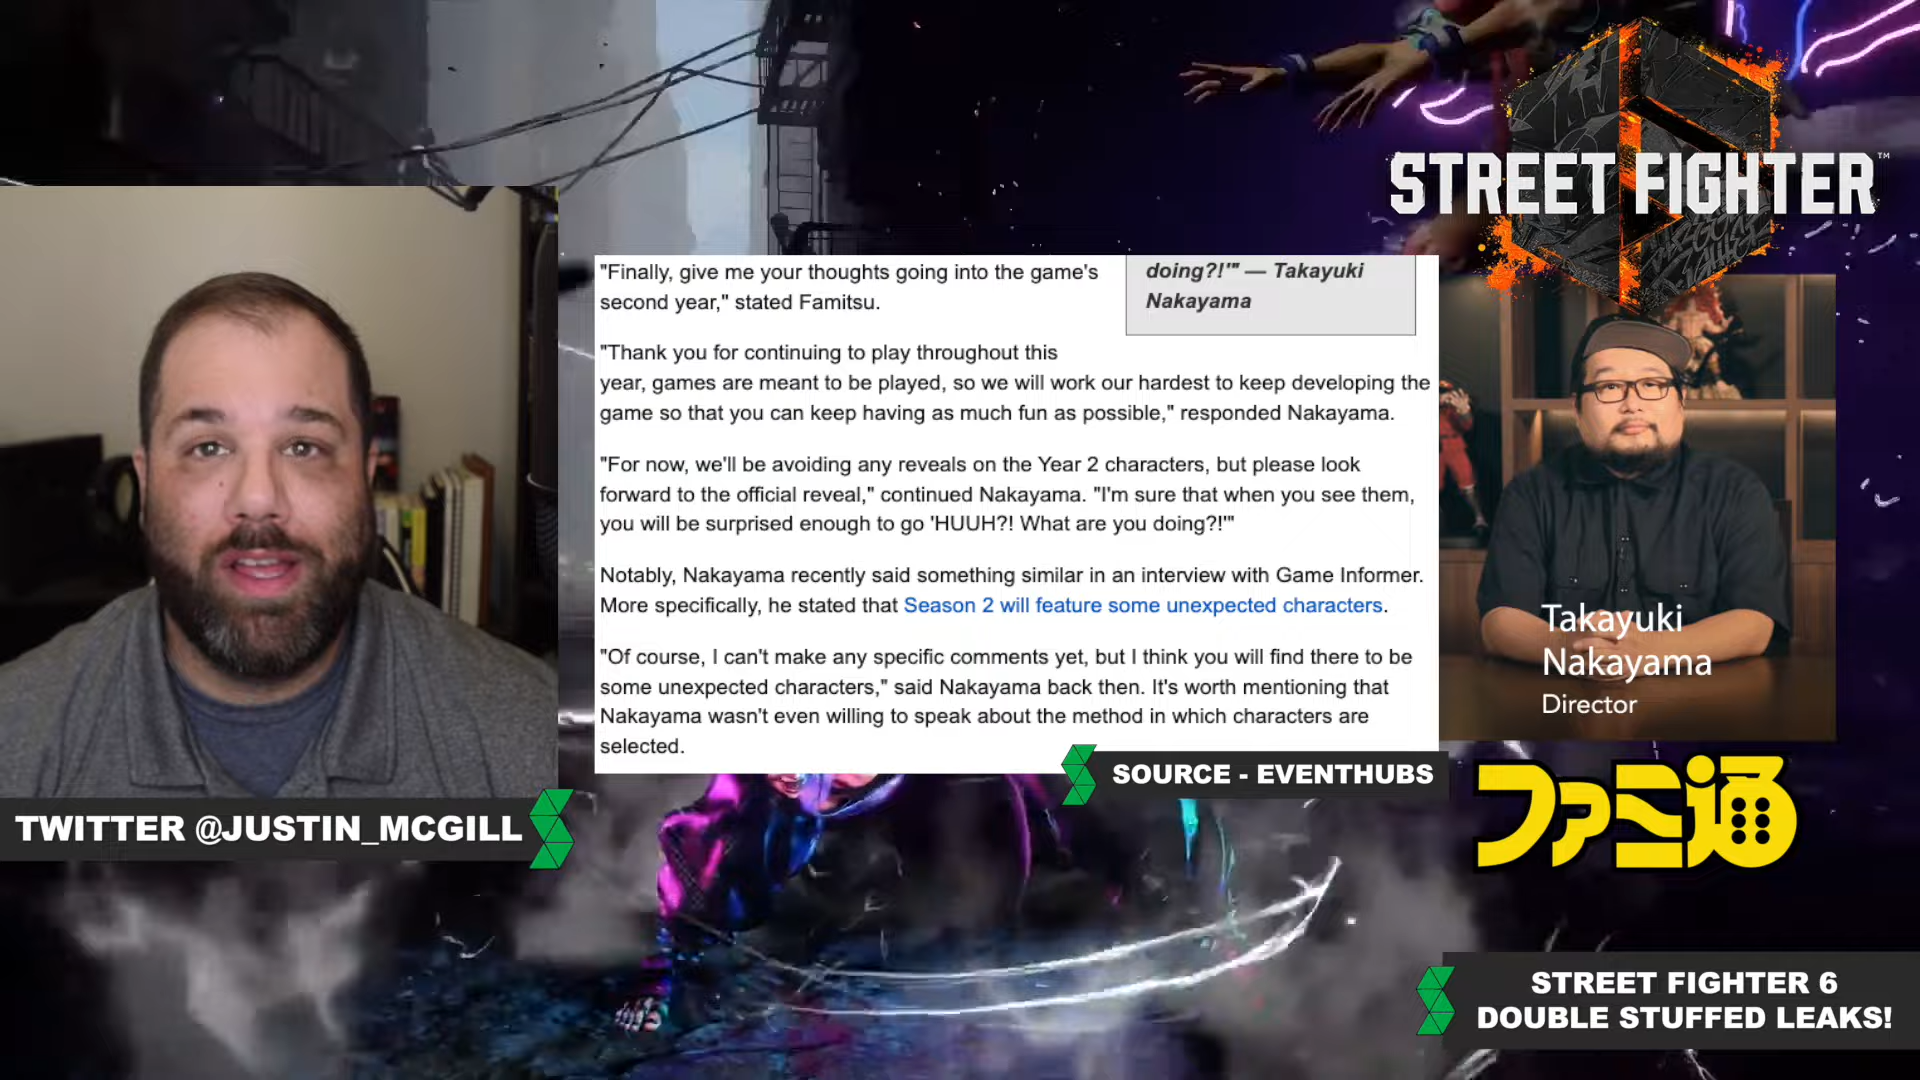 STREET FIGHTER™
"Finally, give me your thoughts going into the game's
second year," stated Famitsu.
doing?!'" — Takayuki
Nakayama
"Thank you for continuing to play throughout this
year, games are meant to be played, so we will work our hardest to keep developing the
game so that you can keep having as much fun as possible," responded Nakayama.
"For now, we'll be avoiding any reveals on the Year 2 characters, but please look
forward to the official reveal," continued Nakayama. "I'm sure that when you see them,
you will be surprised enough to go 'HUUH?! What are you doing?!'"
Notably, Nakayama recently said something similar in an interview with Game Informer.
More specifically, he stated that Season 2 will feature some unexpected characters.
"Of course, I can't make any specific comments yet, but I think you will find there to be
some unexpected characters," said Nakayama back then. It's worth mentioning that
Nakayama wasn't even willing to speak about the method in which characters are
selected.
Takayuki
Nakayama
Director
SOURCE - EVENTHUBS
TWITTER @JUSTIN_MCGILL
ファミ通
STREET FIGHTER 6
DOUBLE STUFFED LEAKS!